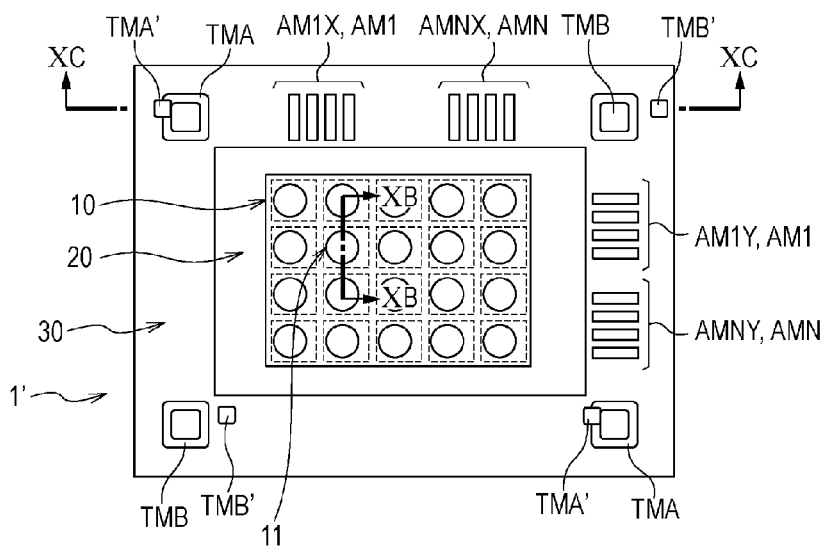 TMA’ TMA AM1X, AM1 AMNX, AMN TMB TMB’
XC XC
10 XB
20 AM1Y, AM1
XB
30 AMNY, AMN
1’
TMB TMB’ 11 TMA’ TMA